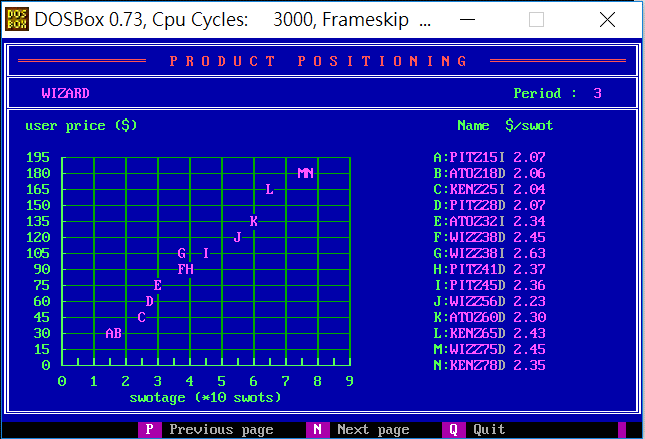 DOSBox 0.73, Cpu Cycles: 3000, Frameskip ...
PRODUCT POSITIONING
WIZARD Period : 3
user price ($) Name $/swot
195 A:PITZ15I 2.07
180 MN B:ATOZ18D 2.06
165 L C:KENZ25I 2.04
150 D:PITZ28D 2.07
135 K E:ATOZ32I 2.34
120 J F:WIZZ38D 2.45
105 G I G:WIZZ38I 2.63
90 FH H:PITZ41D 2.37
75 E I:PITZ45D 2.36
60 D J:WIZZ56D 2.23
45 C K:ATOZ60D 2.30
30 AB L:KENZ65D 2.43
15 M:WIZZ75D 2.45
0 N:KENZ78D 2.35
0 1 2 3 4 5 6 7 8 9
swotage (*10 swots)
P Previous page N Next page Q Quit